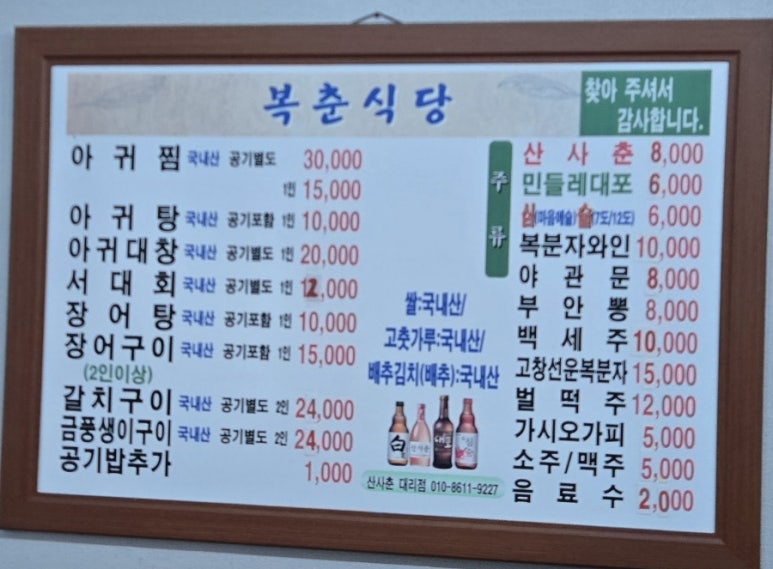 복춘식당
찾아 주셔서
감사합니다.
아귀찜 국내산 공기별도 30,000
1인 15,000
아귀탕 국내산 공기포함 1인 10,000
아귀대창 국내산 공기별도 1인 20,000
서대회 국내산 공기별도 1인 12,000
장어탕 국내산 공기포함 1인 10,000
장어구이 국내산 공기포함 1인 15,000
(2인이상)
갈치구이 국내산 공기별도 2인 24,000
금풍생이구이 국내산 공기별도 2인 24,000
공기밥추가 1,000
쌀:국내산/
고춧가루:국내산/
배추김치(배추):국내산
산사춘 대리점 010-8611-9227
주류
산사춘 8,000
민들레대포 6,000
심(마음에술)술(7도/12도) 6,000
복분자와인 10,000
야관문 8,000
부안뽕 8,000
백세주 10,000
고창선운복분자 15,000
벌떡주 12,000
가시오가피 5,000
소주/맥주 5,000
음료수 2,000